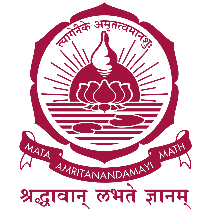 त्यागेनैके अमृतत्वमानशुः
MATA AMRITANANDAMAYI MATH
श्रद्धावान् लभते ज्ञानम्